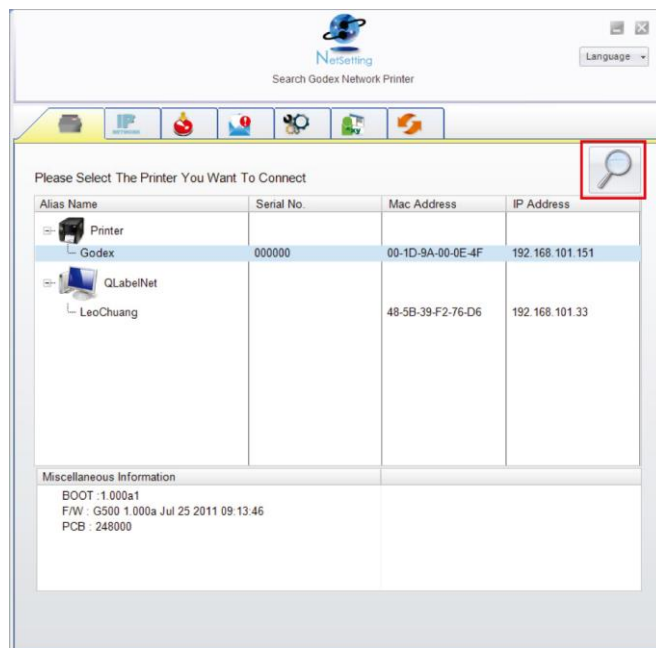 NetSetting
Language
Search Godex Network Printer
IP
NETWORK
Please Select The Printer You Want To Connect
Alias Name Serial No. Mac Address IP Address
Printer
Godex 000000 00-1D-9A-00-0E-4F 192.168.101.151
QLabelNet
LeoChuang 48-5B-39-F2-76-D6 192.168.101.33
Miscellaneous Information
BOOT :1.000a1
F/W : G500 1.000a Jul 25 2011 09:13:46
PCB : 248000